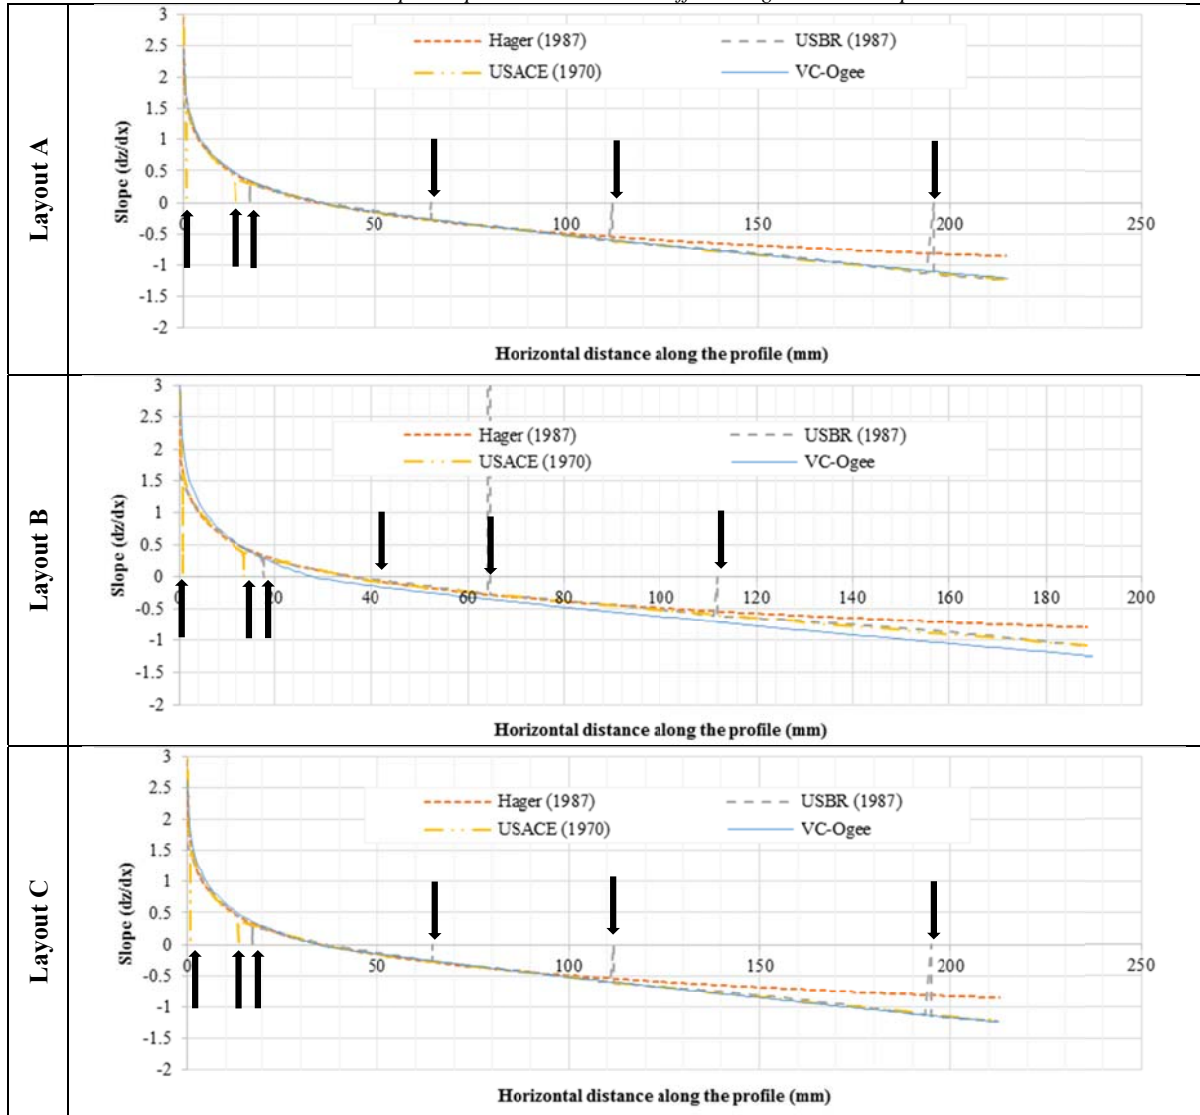 Layout A
Slope (dz/dx)
3
2.5
2
1.5
1
0.5
0
-0.5
-1
-1.5
-2
Hager (1987)
USBR (1987)
USACE (1970)
VC-Ogee
0 50 100 150 200 250
Horizontal distance along the profile (mm)
Layout B
Slope (dz/dx)
3
2.5
2
1.5
1
0.5
0
-0.5
-1
-1.5
-2
Hager (1987)
USBR (1987)
USACE (1970)
VC-Ogee
0 20 40 60 80 100 120 140 160 180 200
Horizontal distance along the profile (mm)
Layout C
Slope (dz/dx)
3
2.5
2
1.5
1
0.5
0
-0.5
-1
-1.5
-2
Hager (1987)
USBR (1987)
USACE (1970)
VC-Ogee
0 50 100 150 200 250
Horizontal distance along the profile (mm)